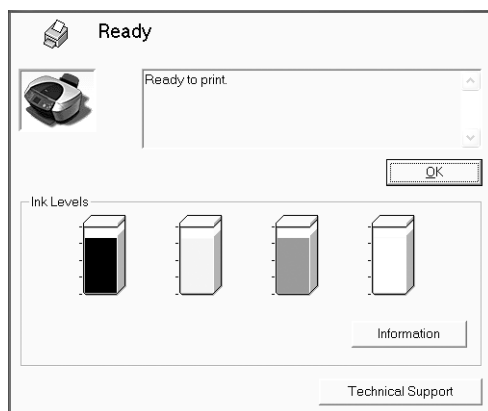 Ready
Ready to print.
OK
Ink Levels
Information
Technical Support